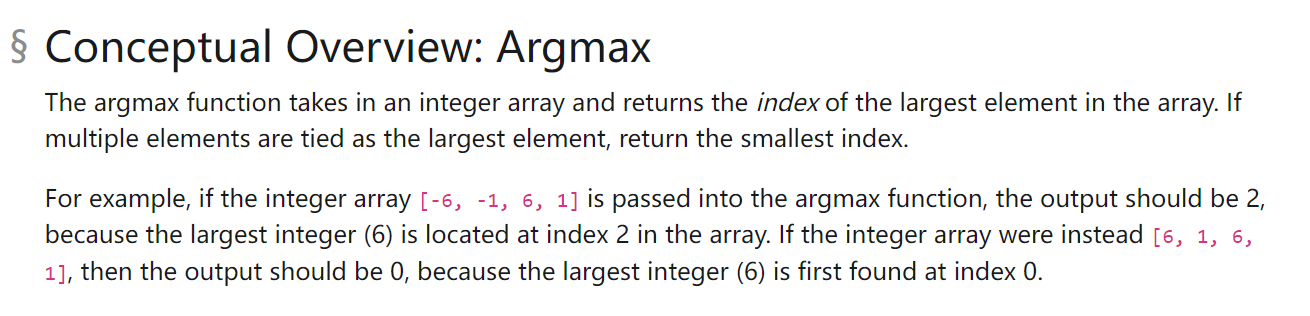 § Conceptual Overview: Argmax
The argmax function takes in an integer array and returns the index of the largest element in the array. If
multiple elements are tied as the largest element, return the smallest index.
For example, if the integer array [-6, -1, 6, 1] is passed into the argmax function, the output should be 2,
because the largest integer (6) is located at index 2 in the array. If the integer array were instead [6, 1, 6,
1], then the output should be 0, because the largest integer (6) is first found at index 0.